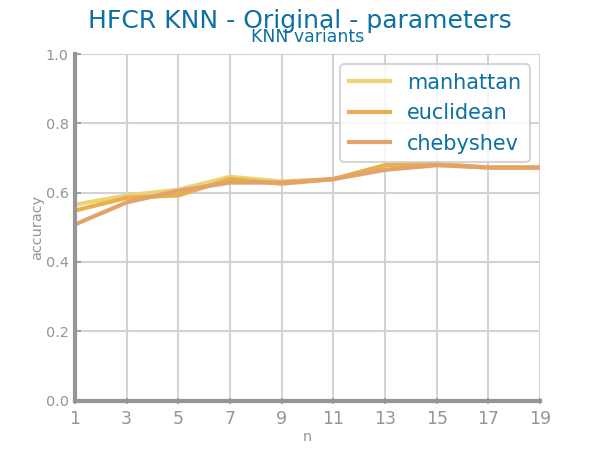 HFCR KNN - Original - parameters
KNN variants
manhattan
euclidean
chebyshev
accuracy
1.0
0.8
0.6
0.4
0.2
0.0
1 3 5 7 9 11 13 15 17 19
n